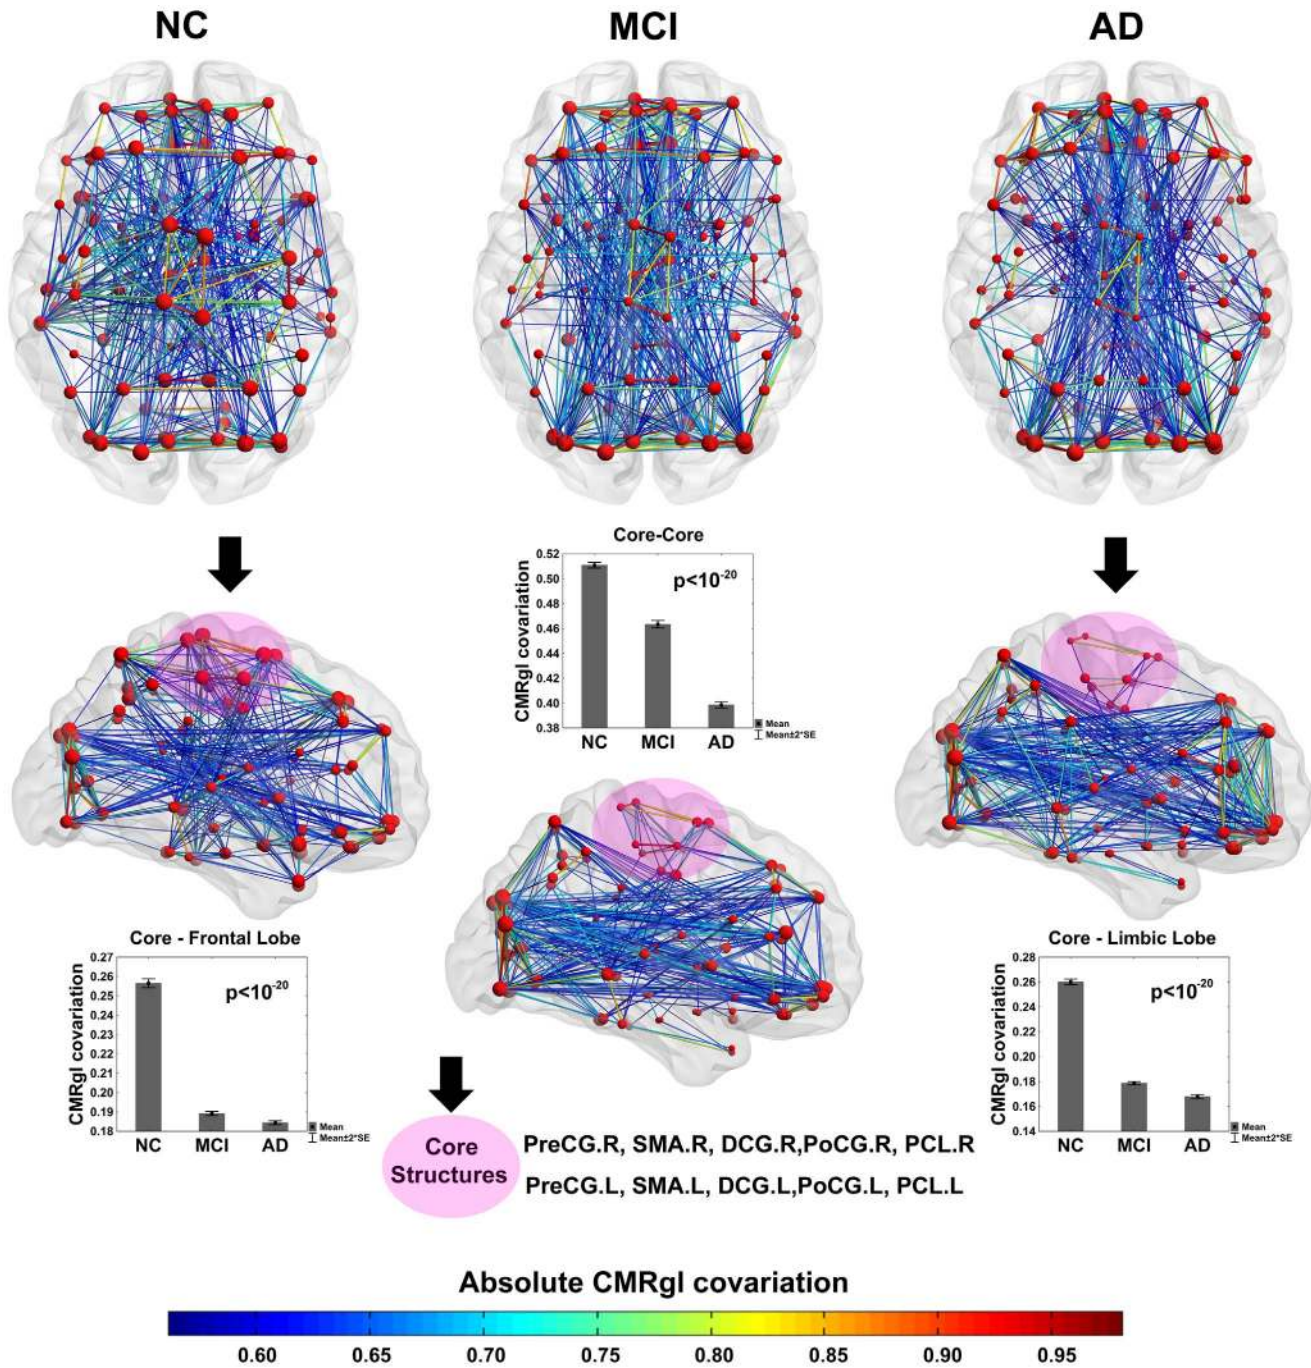 NC MCI AD
Core-Core
CMRgl covariation
0.52
0.50
0.46
0.44
0.40
0.38
p<10-20
NC MCI AD
Mean
Mean±2*SE
Core - Frontal Lobe
CMRgl covariation
0.27
0.26
0.25
0.24
0.23
0.22
0.21
0.20
0.19
0.18
p<10-20
NC MCI AD
Mean
Mean±2*SE
Core - Limbic Lobe
CMRgl covariation
0.28
0.26
0.24
0.22
0.20
0.18
0.16
0.14
p<10-20
NC MCI AD
Mean
Mean±2*SE
Core
Structures
PreCG.R, SMA.R, DCG.R,PoCG.R, PCL.R
PreCG.L, SMA.L, DCG.L,PoCG.L, PCL.L
Absolute CMRgl covariation
0.60 0.65 0.70 0.75 0.80 0.85 0.90 0.95